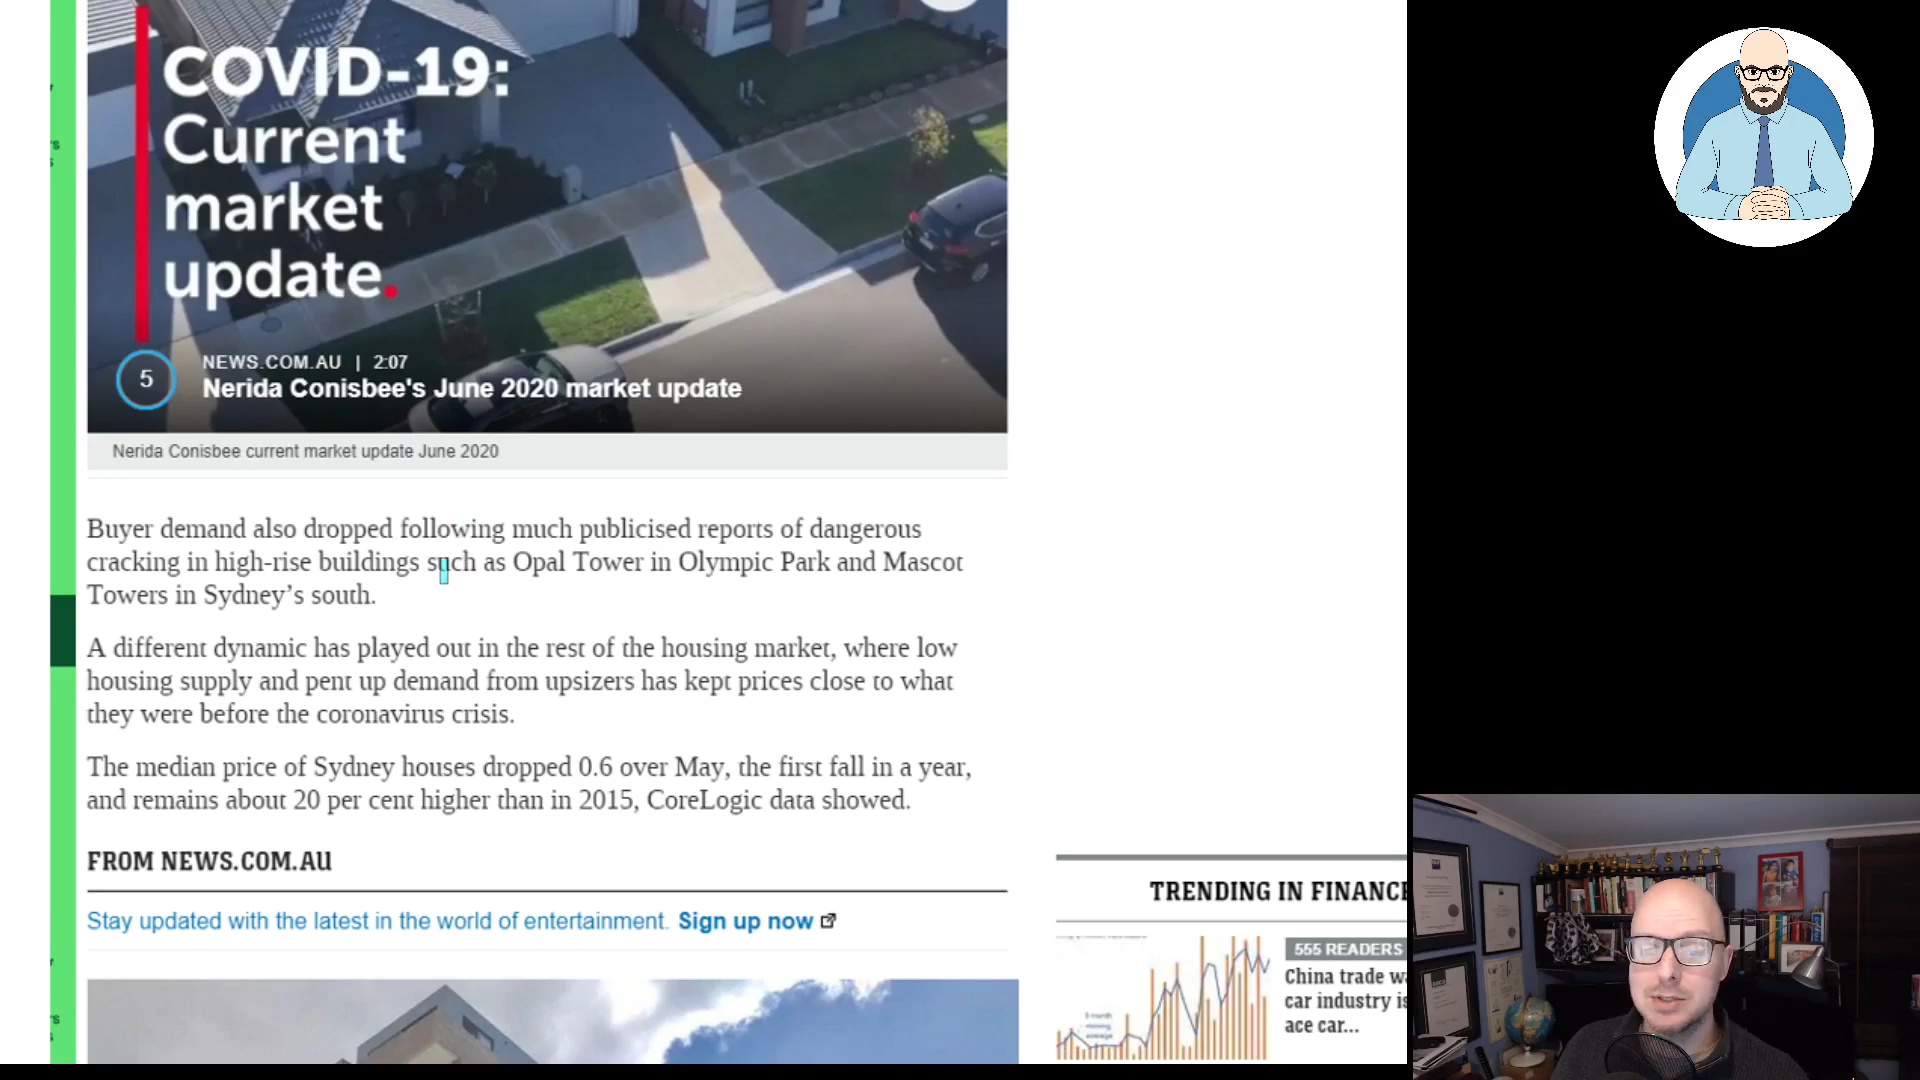 COVID-19:
Current
market
update.
5
NEWS.COM.AU | 2:07
Nerida Conisbee's June 2020 market update
Nerida Conisbee current market update June 2020
Buyer demand also dropped following much publicised reports of dangerous
cracking in high-rise buildings such as Opal Tower in Olympic Park and Mascot
Towers in Sydney’s south.
A different dynamic has played out in the rest of the housing market, where low
housing supply and pent up demand from upsizers has kept prices close to what
they were before the coronavirus crisis.
The median price of Sydney houses dropped 0.6 over May, the first fall in a year,
and remains about 20 per cent higher than in 2015, CoreLogic data showed.
FROM NEWS.COM.AU
Stay updated with the latest in the world of entertainment. Sign up now
TRENDING IN FINANCE
555 READERS
China trade wa
car industry is
ace car...
6 month
moving
average